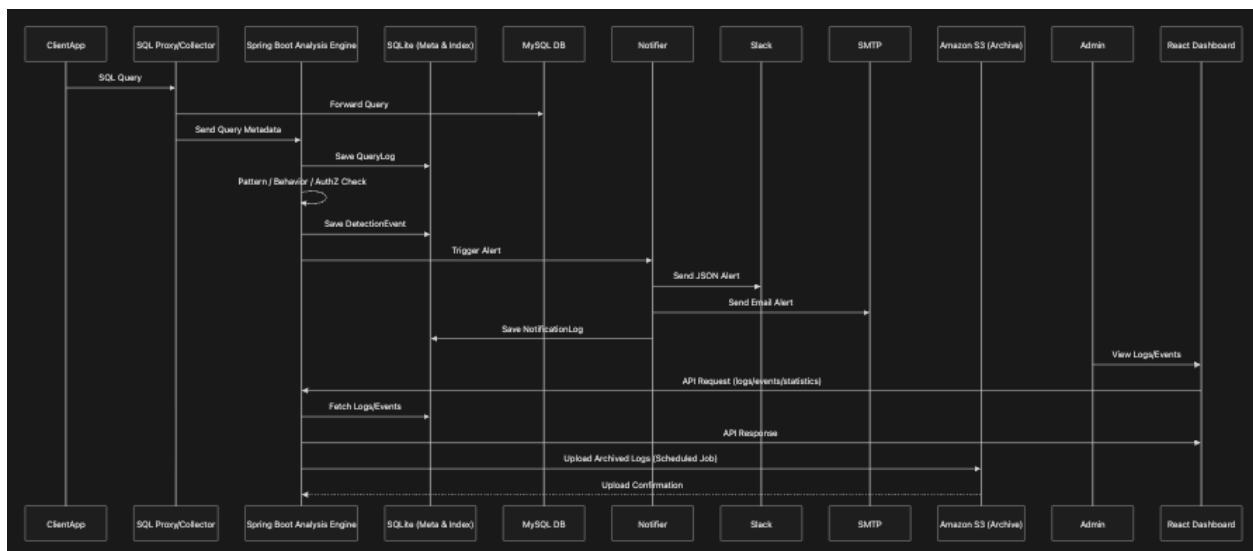 ClientApp
SQL Proxy/Collector
Spring Boot Analysis Engine
SQLite (Meta & Index)
MySQL DB
Notifier
Slack
SMTP
Amazon S3 (Archive)
Admin
React Dashboard
SQL Query
Forward Query
Send Query Metadata
Save QueryLog
Pattern / Behavior / AuthZ Check
Save DetectionEvent
Trigger Alert
Send JSON Alert
Send Email Alert
Save NotificationLog
View Logs/Events
API Request (logs/events/statistics)
Fetch Logs/Events
API Response
Upload Archived Logs (Scheduled Job)
Upload Confirmation
ClientApp
SQL Proxy/Collector
Spring Boot Analysis Engine
SQLite (Meta & Index)
MySQL DB
Notifier
Slack
SMTP
Amazon S3 (Archive)
Admin
React Dashboard